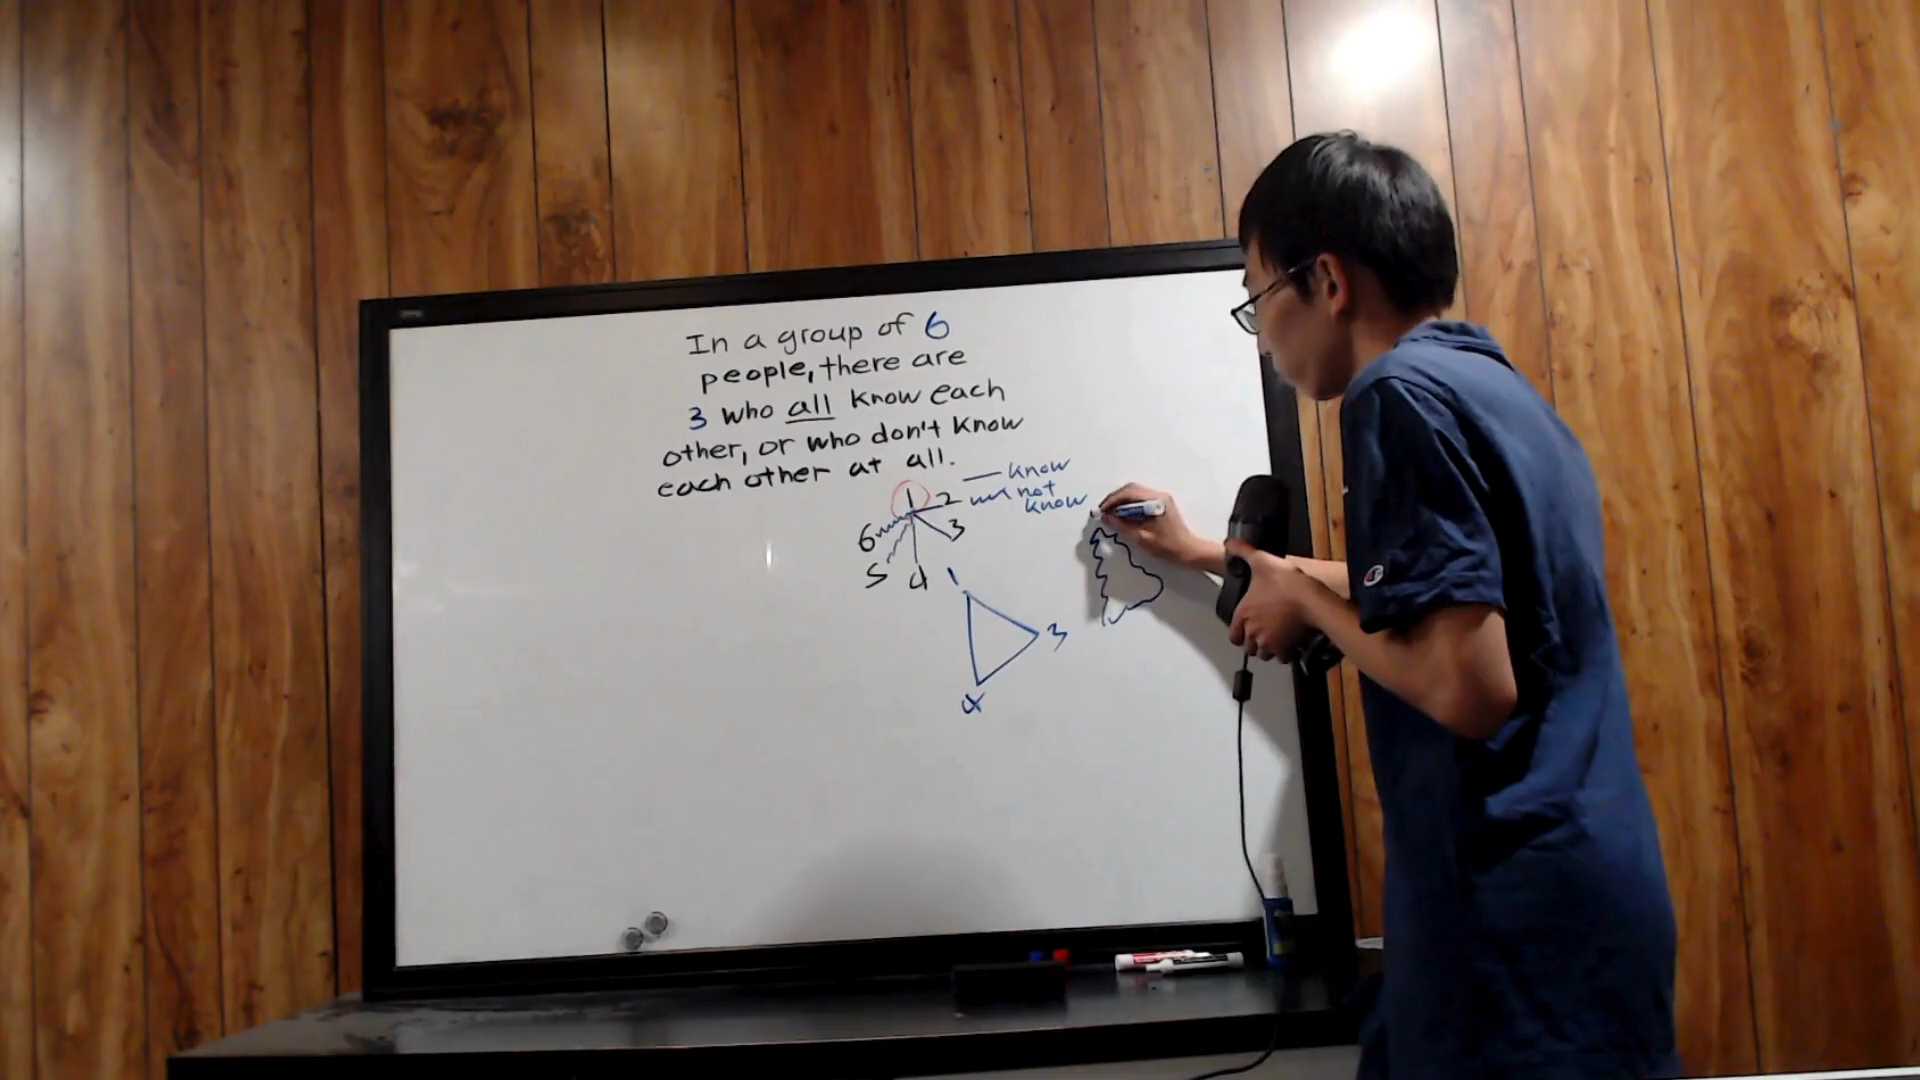 In a group of 6
people, there are
3 who all know each
other, or who don't know
each other at all.
know
not
know
1 2
6 3
5 4
1
3
4